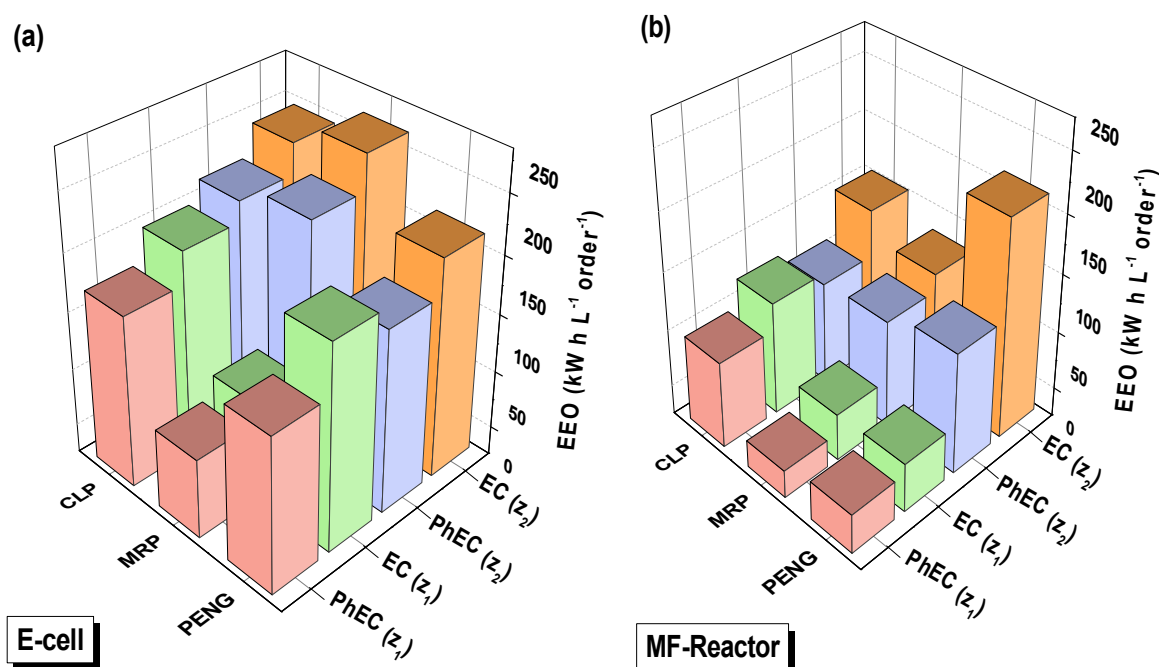 (a)
250
200
150
100
50
0
EEO (kW h L⁻¹ order⁻¹)
CLP
MRP
PENG
EC (z₂)
PhEC (z₂)
EC (z₁)
PhEC (z₁)
E-cell
(b)
250
200
150
100
50
0
EEO (kW h L⁻¹ order⁻¹)
CLP
MRP
PENG
EC (z₂)
PhEC (z₂)
EC (z₁)
PhEC (z₁)
MF-Reactor